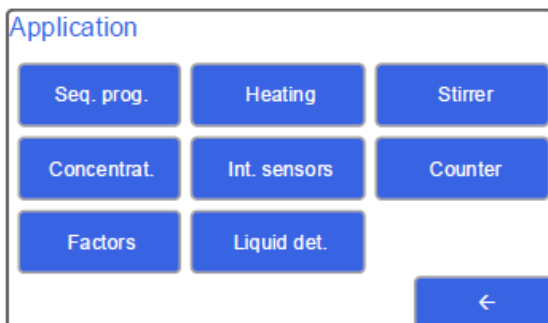 Application
Seq. prog.
Heating
Stirrer
Concentrat.
Int. sensors
Counter
Factors
Liquid det.
←